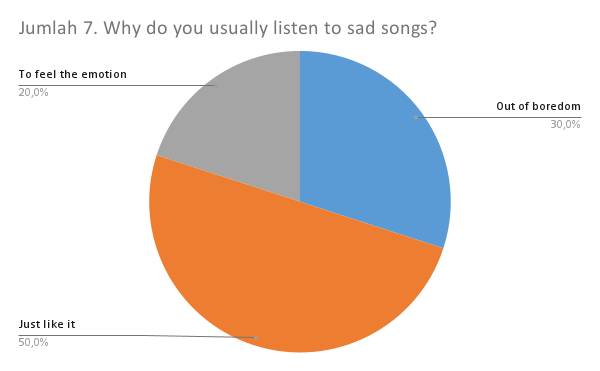 Jumlah 7. Why do you usually listen to sad songs?
To feel the emotion
20,0%
Out of boredom
30,0%
Just like it
50,0%